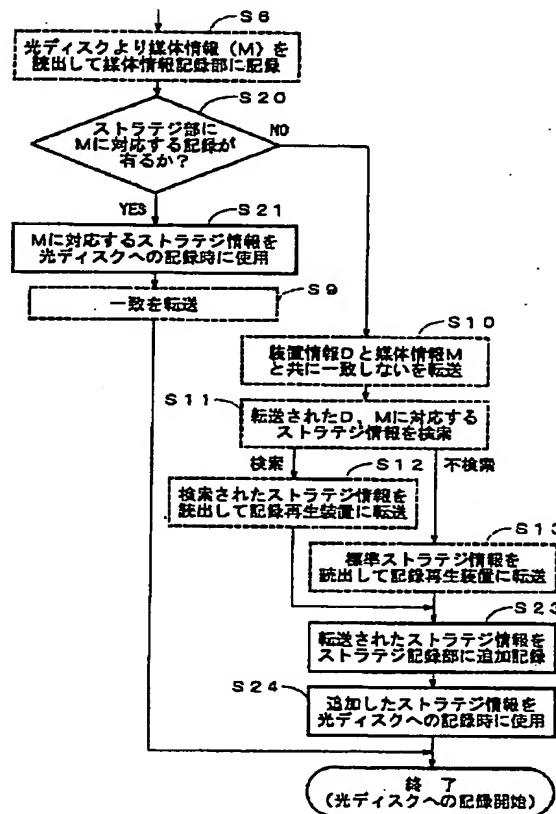 S6
光ディスクより媒体情報(M)を
読出して媒体情報記録部に記録
S20
ストラテジ部に
Mに対応する記録が
有るか?
NO
YES
S21
Mに対応するストラテジ情報を
光ディスクへの記録時に使用
S9
一致を転送
S10
装置情報Dと媒体情報M
と共に一致しないを転送
S11
転送されたD, Mに対応する
ストラテジ情報を検索
検索
S12
不検索
検索されたストラテジ情報を
読出して記録再生装置に転送
S13
標準ストラテジ情報を
読出して記録再生装置に転送
S23
転送されたストラテジ情報を
ストラテジ記録部に追加記録
S24
追加したストラテジ情報を
光ディスクへの記録時に使用
終了
(光ディスクへの記録開始)